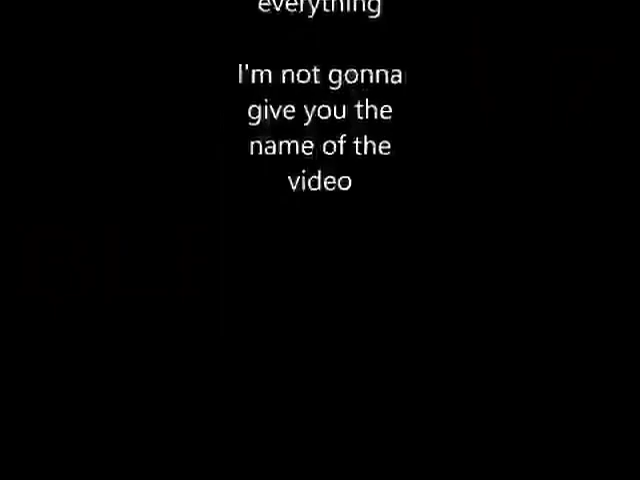 everything
I'm not gonna
give you the
name of the
video